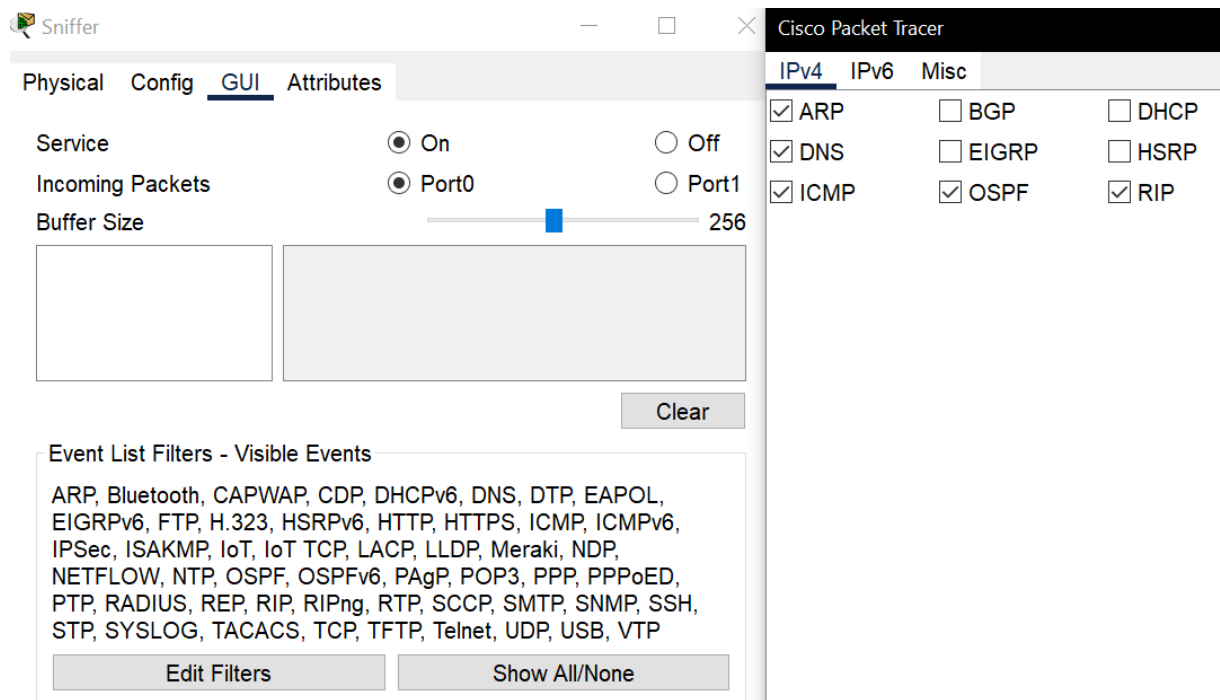 Sniffer
Physical Config GUI Attributes
Service On Off
Incoming Packets Port0 Port1
Buffer Size 256
Clear
Event List Filters - Visible Events
ARP, Bluetooth, CAPWAP, CDP, DHCPv6, DNS, DTP, EAPOL,
EIGRPv6, FTP, H.323, HSRPv6, HTTP, HTTPS, ICMP, ICMPv6,
IPSec, ISAKMP, IoT, IoT TCP, LACP, LLDP, Meraki, NDP,
NETFLOW, NTP, OSPF, OSPFv6, PAgP, POP3, PPP, PPPoED,
PTP, RADIUS, REP, RIP, RIPng, RTP, SCCP, SMTP, SNMP, SSH,
STP, SYSLOG, TACACS, TCP, TFTP, Telnet, UDP, USB, VTP
Edit Filters Show All/None
Cisco Packet Tracer
IPv4 IPv6 Misc
ARP BGP DHCP
DNS EIGRP HSRP
ICMP OSPF RIP